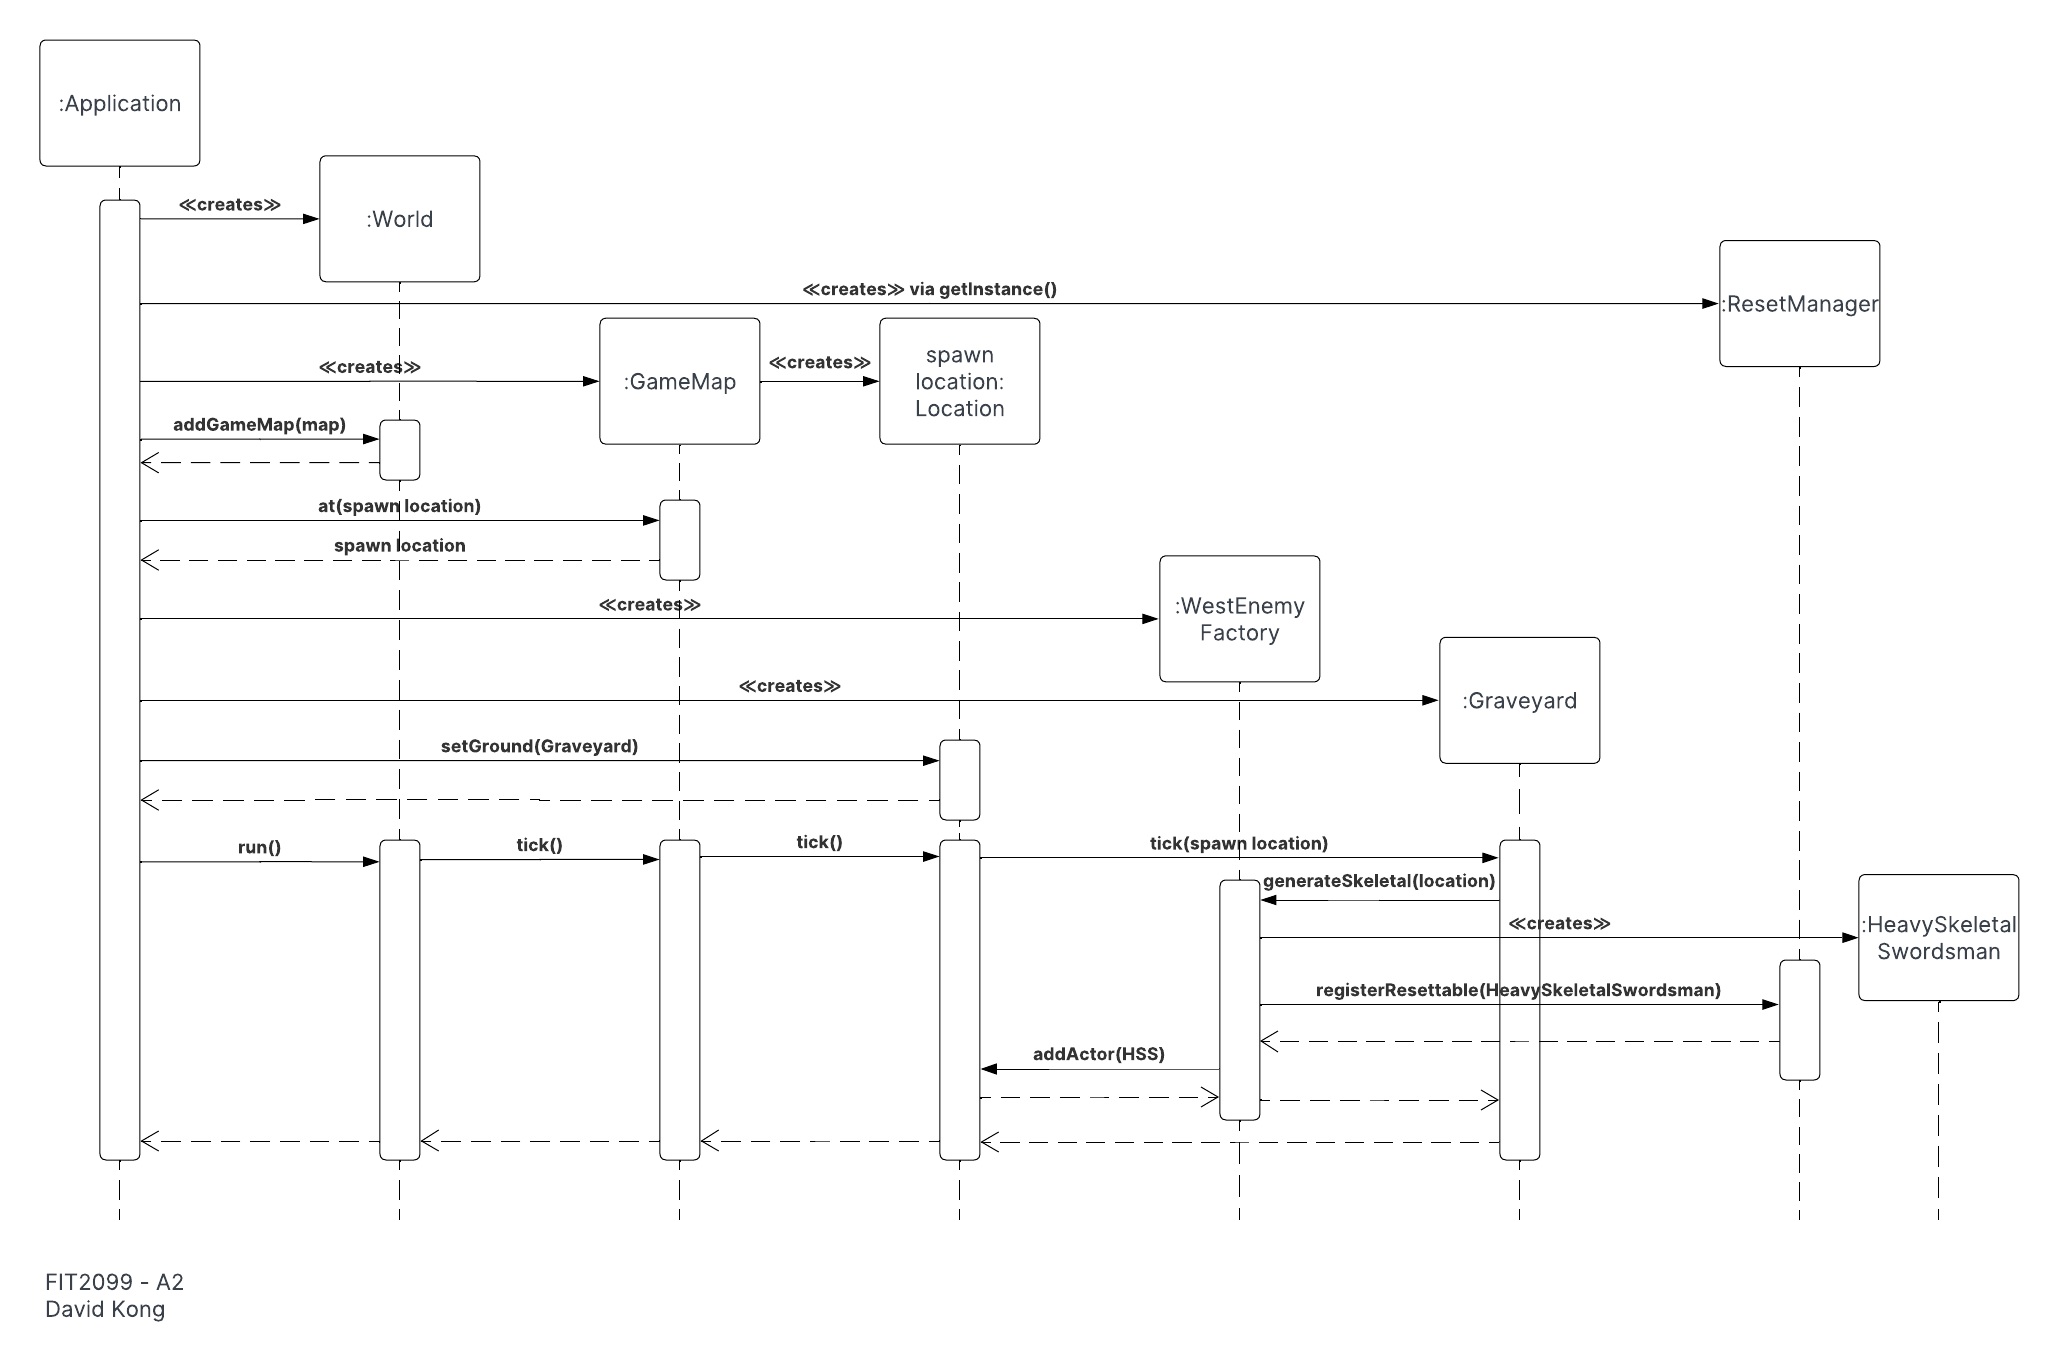 :Application
≪creates≫
:World
≪creates≫ via getInstance()
:ResetManager
≪creates≫
:GameMap
≪creates≫
spawn
location:
Location
addGameMap(map)
at(spawn location)
spawn location
≪creates≫
:WestEnemy
Factory
≪creates≫
:Graveyard
setGround(Graveyard)
run()
tick()
tick()
tick(spawn location)
generateSkeletal(location)
≪creates≫
:HeavySkeletal
Swordsman
registerResettable(HeavySkeletalSwordsman)
addActor(HSS)
FIT2099 - A2
David Kong